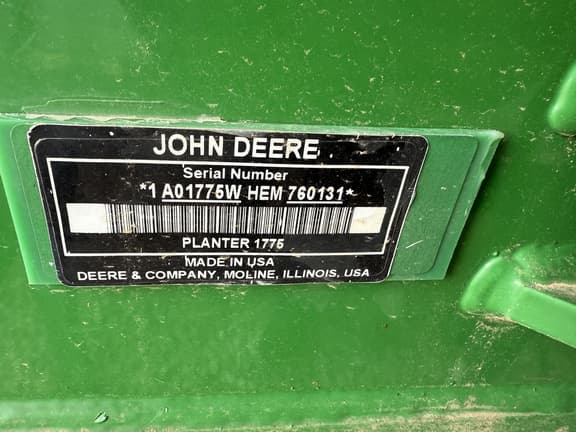 JOHN DEERE
Serial Number
*1 A01775W HEM 760131*
PLANTER 1775
MADE IN USA
DEERE & COMPANY, MOLINE, ILLINOIS, USA